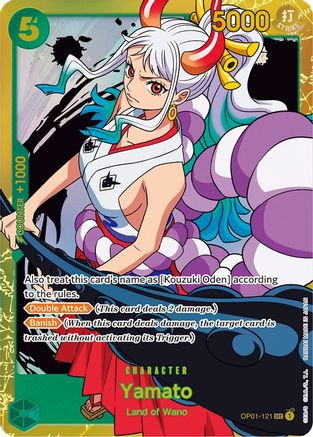 5
5000
打
STRIKE
COUNTER +1000
Also treat this card's name as [Kouzuki Oden] according
to the rules.
Double Attack (This card deals 2 damage.)
Banish (When this card deals damage, the target card is
trashed without activating its Trigger.)
CHARACTER
Yamato
Land of Wano
OP01-121 SEC